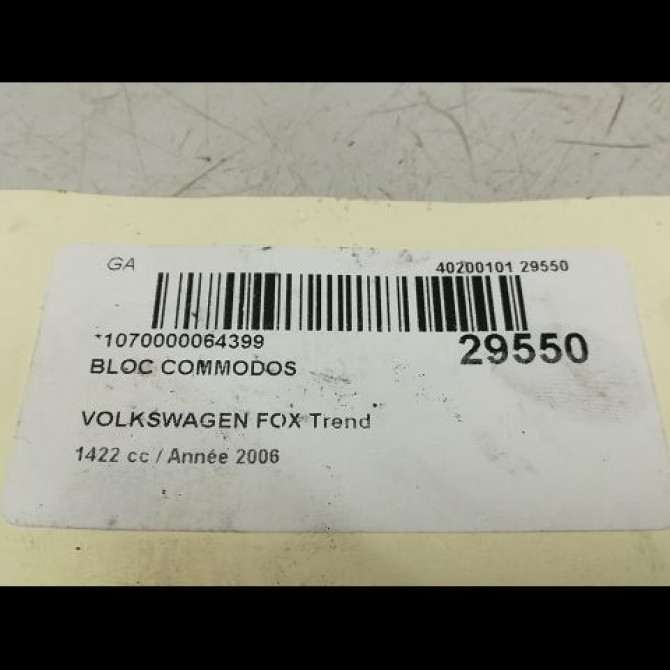 GA 40200101 29550
*1070000064399 29550
BLOC COMMODOS
VOLKSWAGEN FOX Trend
1422 cc / Année 2006